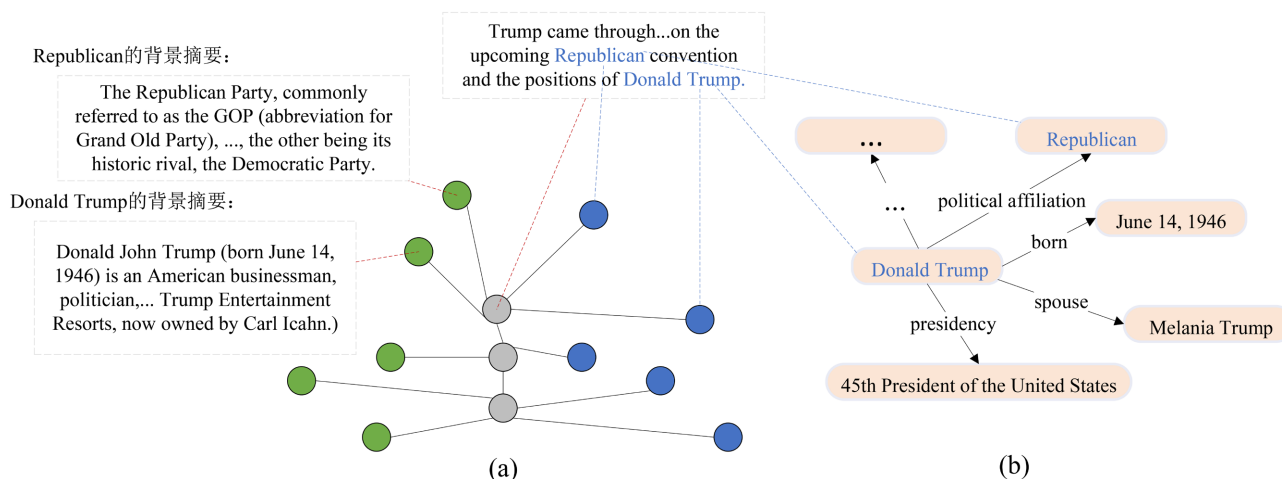 Republican的背景摘要：
The Republican Party, commonly
referred to as the GOP (abbreviation for
Grand Old Party), ..., the other being its
historic rival, the Democratic Party.
Donald Trump的背景摘要：
Donald John Trump (born June 14,
1946) is an American businessman,
politician,... Trump Entertainment
Resorts, now owned by Carl Icahn.)
Trump came through...on the
upcoming Republican convention
and the positions of Donald Trump.
(a)
...
Republican
...
political affiliation
June 14, 1946
born
Donald Trump
spouse
presidency
Melania Trump
45th President of the United States
(b)